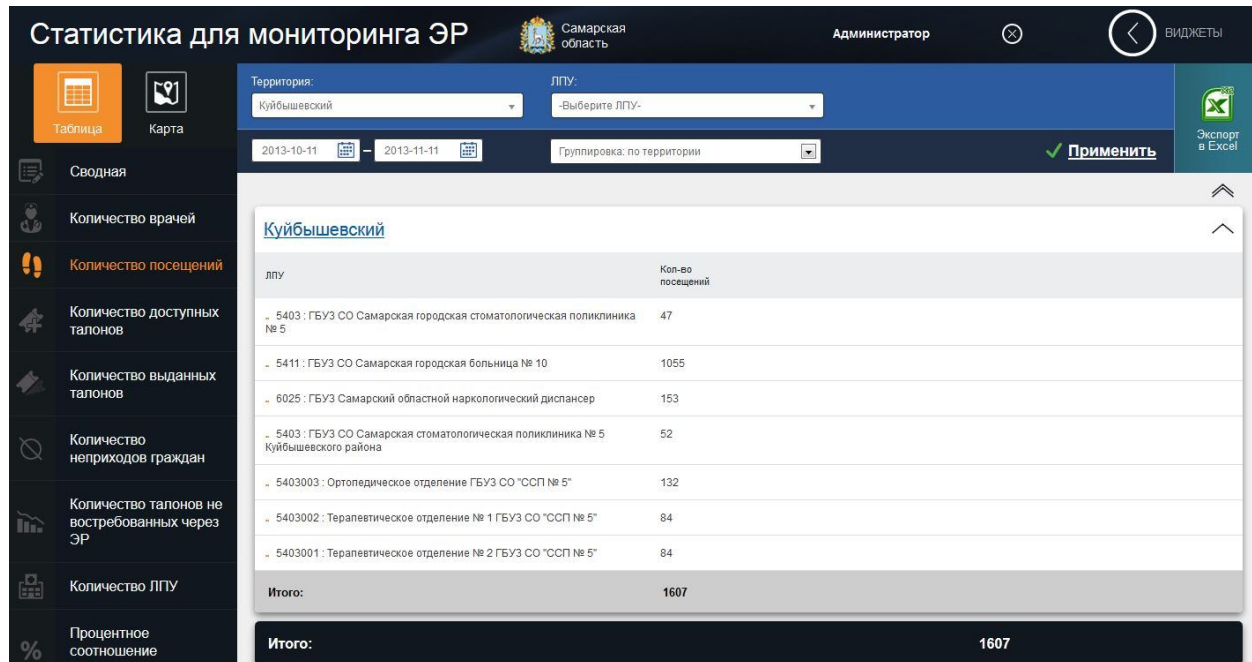 Статистика для мониторинга ЭР
Самарская
область
Администратор
ВИДЖЕТЫ
Таблица
Карта
Территория:
Куйбышевский
ЛПУ:
-Выберите ЛПУ-
2013-10-11
–
2013-11-11
Группировка: по территории
Применить
Экспорт
в Excel
Сводная
Количество врачей
Количество посещений
Количество доступных
талонов
Количество выданных
талонов
Количество
неприходов граждан
Количество талонов не
востребованных через
ЭР
Количество ЛПУ
%
Процентное
соотношение
Куйбышевский
ЛПУ
Кол-во
посещений
5403 : ГБУЗ СО Самарская городская стоматологическая поликлиника
№ 5
47
5411 : ГБУЗ СО Самарская городская больница № 10
1055
6025 : ГБУЗ Самарский областной наркологический диспансер
153
5403 : ГБУЗ СО Самарская стоматологическая поликлиника № 5
Куйбышевского района
52
5403003 : Ортопедическое отделение ГБУЗ СО "ССП № 5"
132
5403002 : Терапевтическое отделение № 1 ГБУЗ СО "ССП № 5"
84
5403001 : Терапевтическое отделение № 2 ГБУЗ СО "ССП № 5"
84
Итого:
1607
Итого:
1607